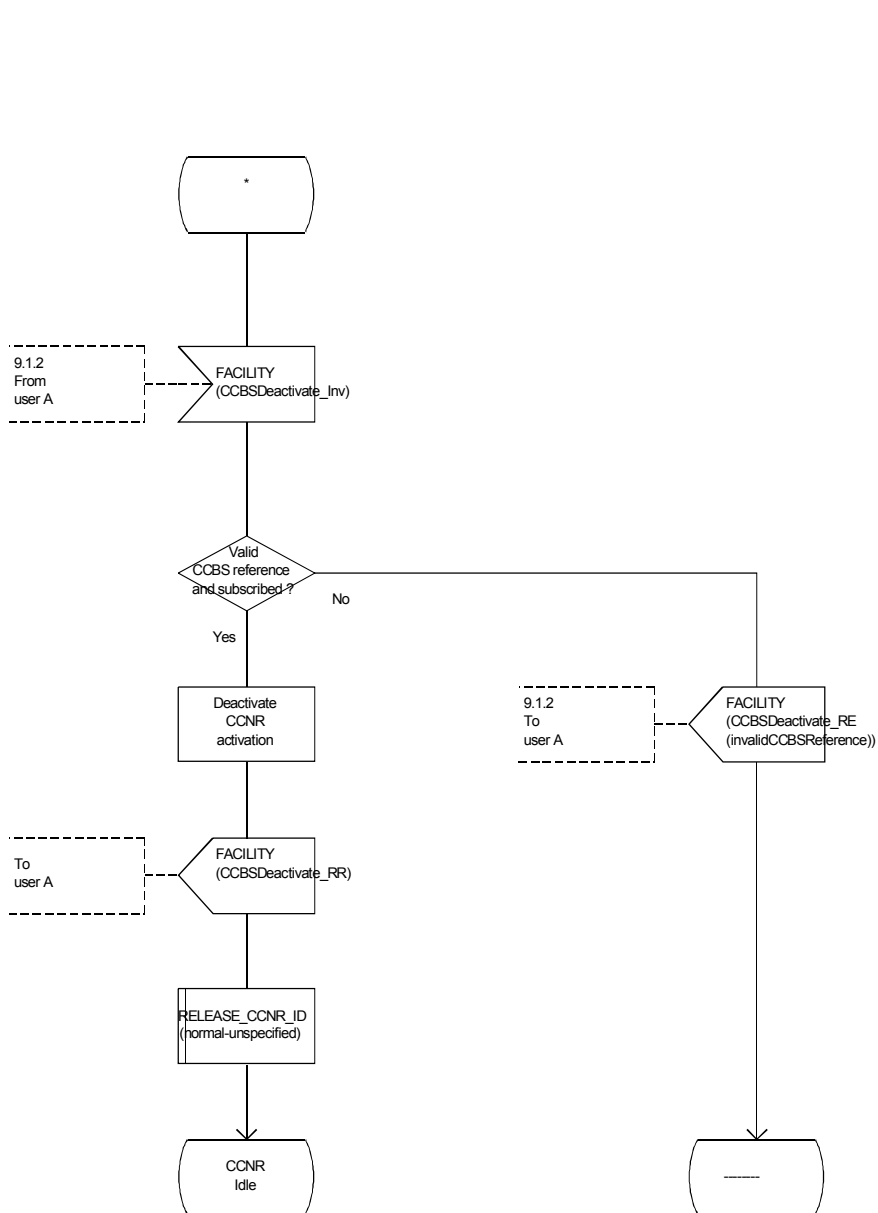 *
9.1.2
From
user A
FACILITY
(CCBSDeactivate_Inv)
Valid
CCBS reference
and subscribed ?
No
Yes
Deactivate
CCNR
activation
9.1.2
To
user A
FACILITY
(CCBSDeactivate_RE
(invalidCCBSReference))
To
user A
FACILITY
(CCBSDeactivate_RR)
RELEASE_CCNR_ID
(normal-unspecified)
CCNR
Idle
--------